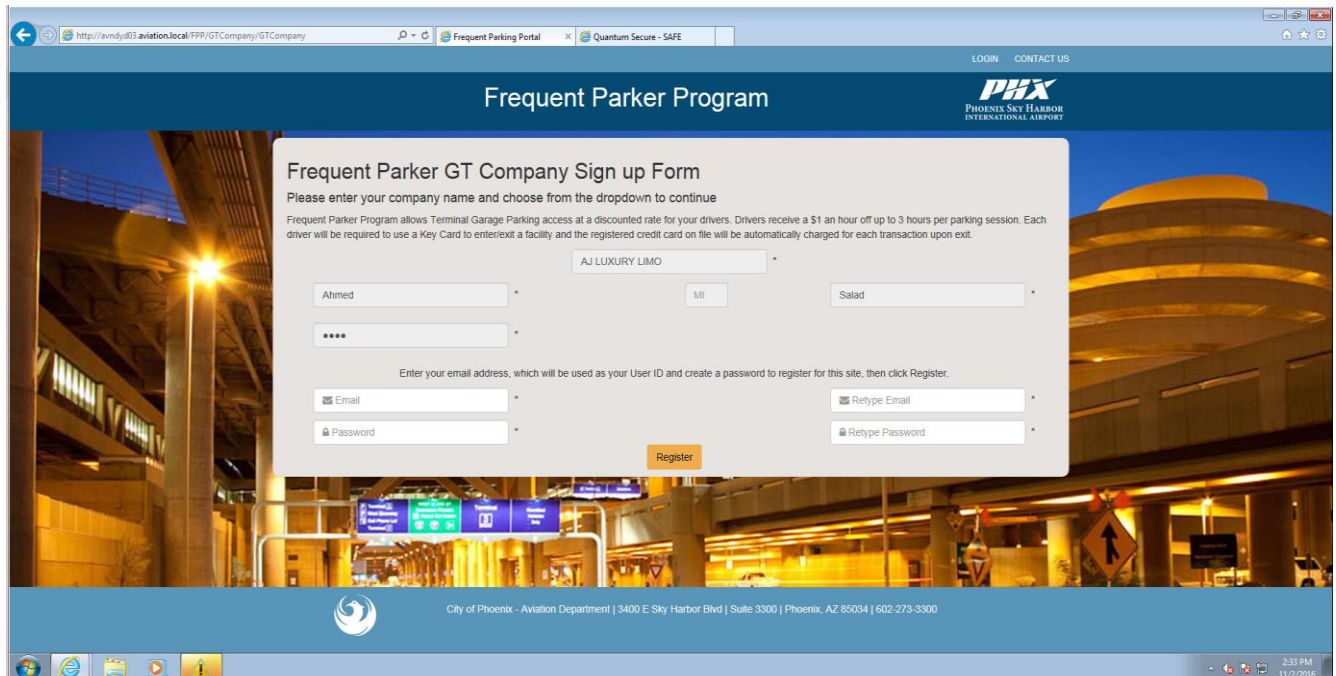 http://avndyd03.aviation.local/FPP/GTCompany/GTCompany
Frequent Parking Portal
Quantum Secure - SAFE
LOGIN CONTACT US
Frequent Parker Program
PHX
PHOENIX SKY HARBOR
INTERNATIONAL AIRPORT
Frequent Parker GT Company Sign up Form
Please enter your company name and choose from the dropdown to continue
Frequent Parker Program allows Terminal Garage Parking access at a discounted rate for your drivers. Drivers receive a $1 an hour off up to 3 hours per parking session. Each
driver will be required to use a Key Card to enter/exit a facility and the registered credit card on file will be automatically charged for each transaction upon exit.
AJ LUXURY LIMO *
Ahmed * MI Salad *
•••• *
Enter your email address, which will be used as your User ID and create a password to register for this site, then click Register.
Email * Retype Email *
Password * Retype Password *
Register
Terminal
3
City of Phoenix - Aviation Department | 3400 E Sky Harbor Blvd | Suite 3300 | Phoenix, AZ 85034 | 602-273-3300
2:33 PM
11/2/2016